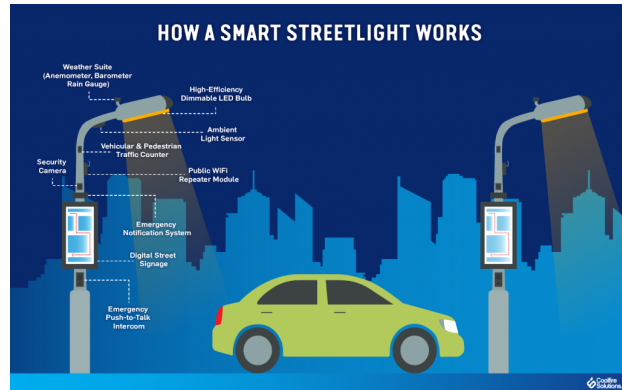 HOW A SMART STREETLIGHT WORKS
Weather Suite
(Anemometer, Barometer
Rain Gauge)
High-Efficiency
Dimmable LED Bulb
Ambient
Light Sensor
Vehicular & Pedestrian
Traffic Counter
Security
Camera
Public WiFi
Repeater Module
Emergency
Notification System
Digital Street
Signage
Emergency
Push-to-Talk
Intercom
Coolfire
Solutions